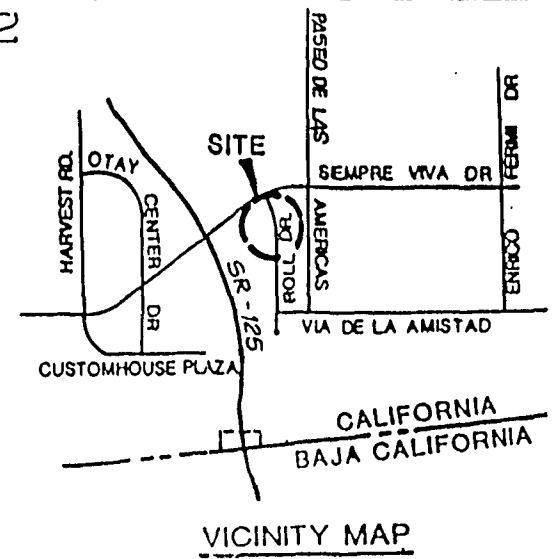 2
PASEO DE LAS
AMERICAS
FERMI DR
ENRICO
SITE
SEMPRE VIVA DR
HARVEST RD.
OTAY
CENTER DR
ROLL DR.
SR-125
VIA DE LA AMISTAD
CUSTOMHOUSE PLAZA
CALIFORNIA
BAJA CALIFORNIA
VICINITY MAP